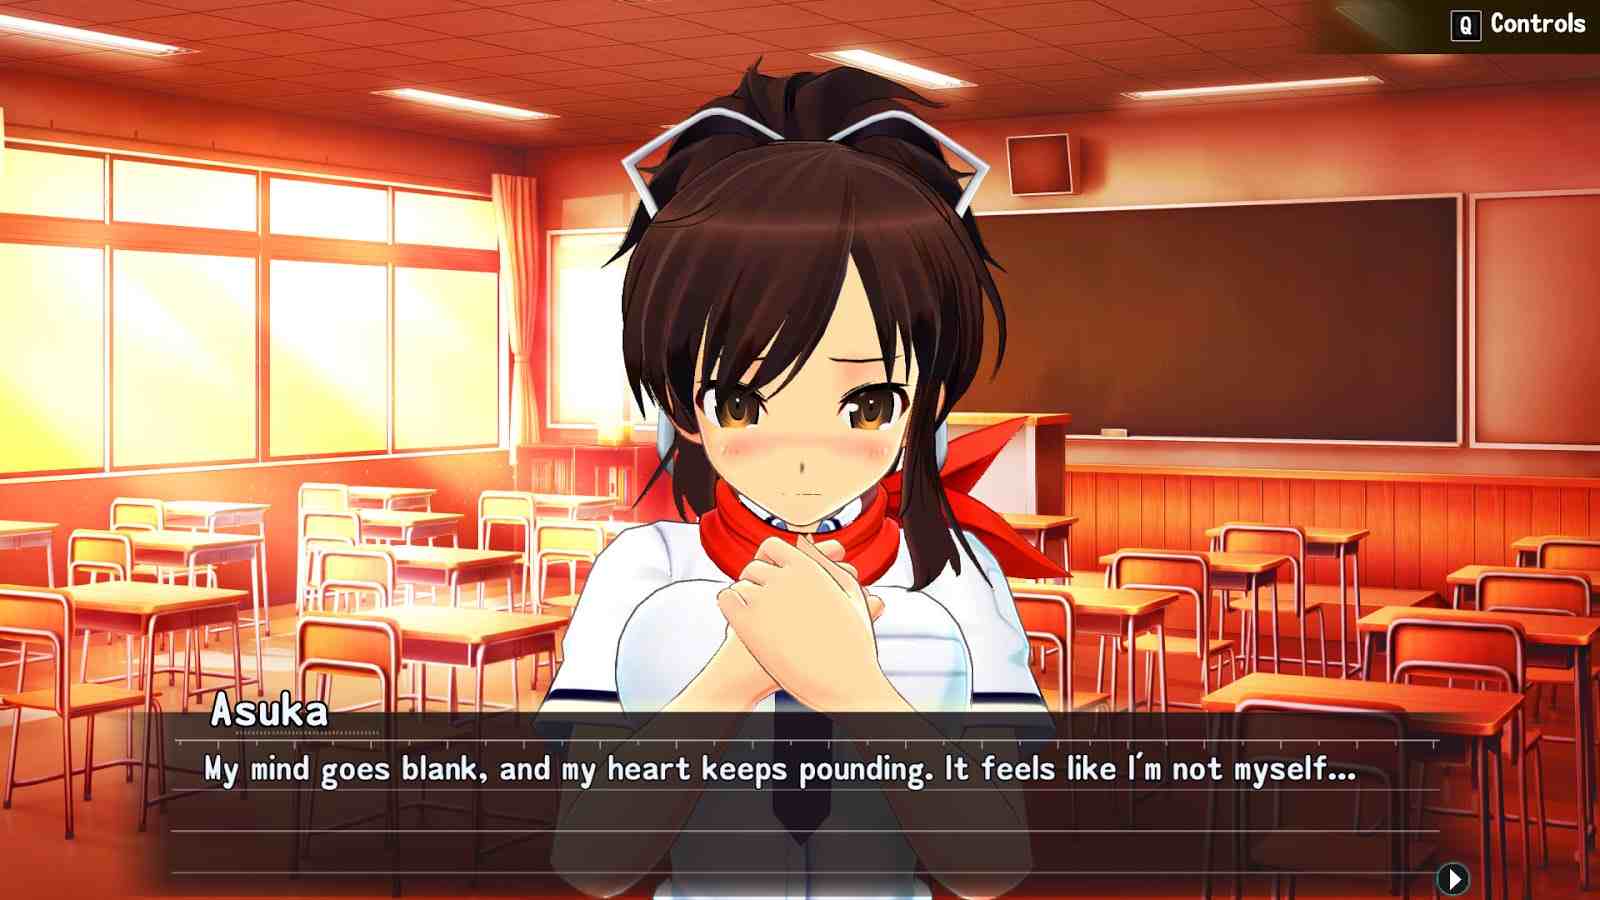 Q Controls
Asuka
My mind goes blank, and my heart keeps pounding. It feels like I'm not myself...